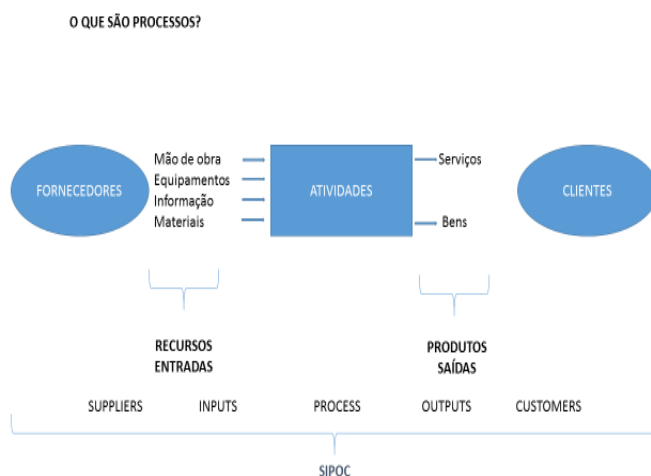 O QUE SÃO PROCESSOS?
FORNECEDORES
Mão de obra
Equipamentos
Informação
Materiais
ATIVIDADES
Serviços
Bens
CLIENTES
RECURSOS
ENTRADAS
PRODUTOS
SAÍDAS
SUPPLIERS INPUTS PROCESS OUTPUTS CUSTOMERS
SIPOC